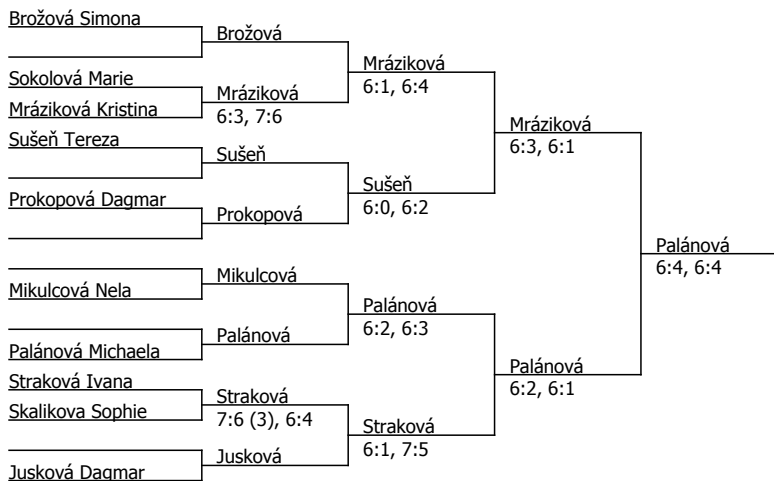 Brožová Simona
Brožová
Mráziková
6:1, 6:4
Sokolová Marie
Mráziková
6:3, 7:6
Mráziková Kristina
Mráziková
6:3, 6:1
Sušeň Tereza
Sušeň
Sušeň
6:0, 6:2
Prokopová Dagmar
Prokopová
Palánová
6:4, 6:4
Mikulcová
Mikulcová Nela
Palánová
6:2, 6:3
Palánová
Palánová Michaela
Palánová
6:2, 6:1
Straková Ivana
Straková
7:6 (3), 6:4
Skalikova Sophie
Straková
6:1, 7:5
Jusková
Jusková Dagmar